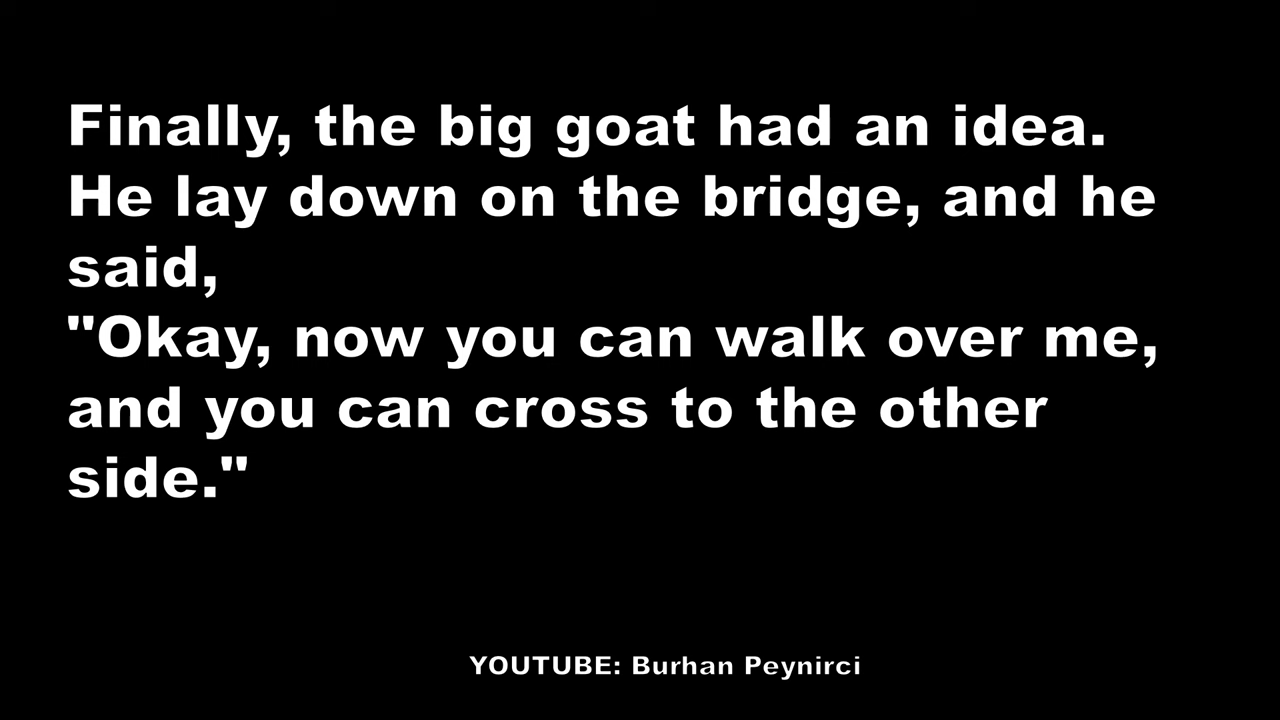 Finally, the big goat had an idea.
He lay down on the bridge, and he
said,
"Okay, now you can walk over me,
and you can cross to the other
side."
YOUTUBE: Burhan Peynirci